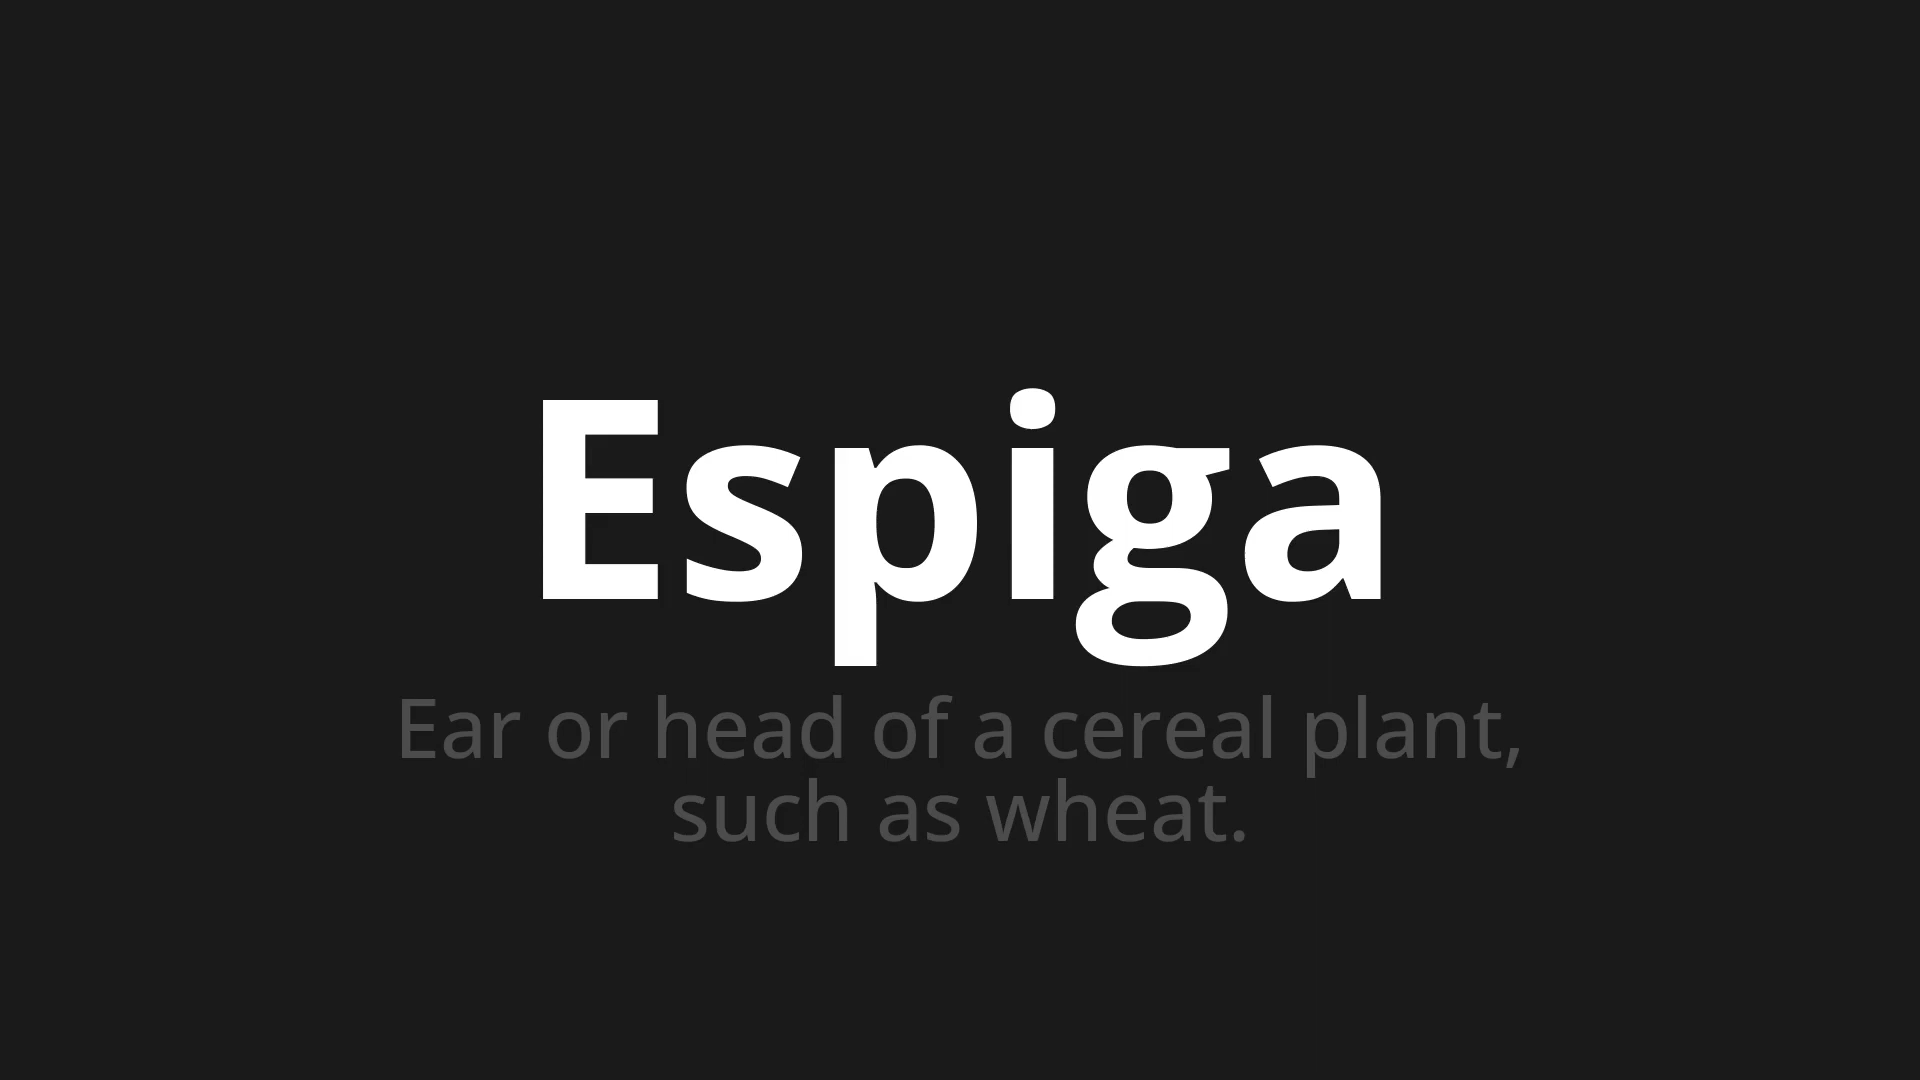 Espiga
Ear or head of a cereal plant,
such as wheat.